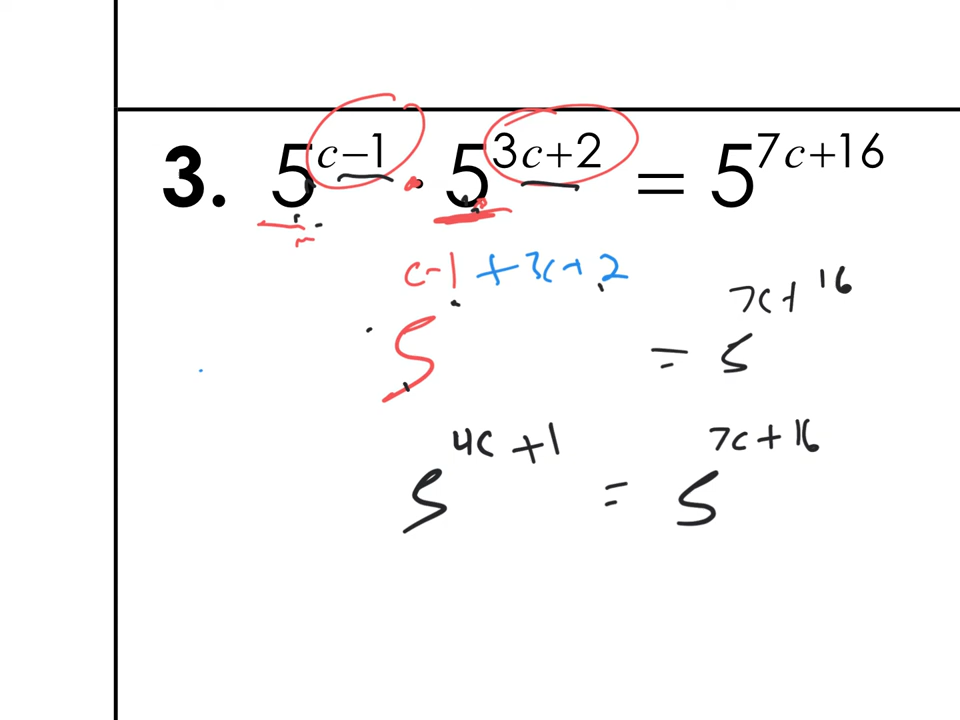 3. 5^{c−1} · 5^{3c+2} = 5^{7c+16}
5^{c-1+3c+2} = 5^{7c+16}
5^{4c+1} = 5^{7c+16}